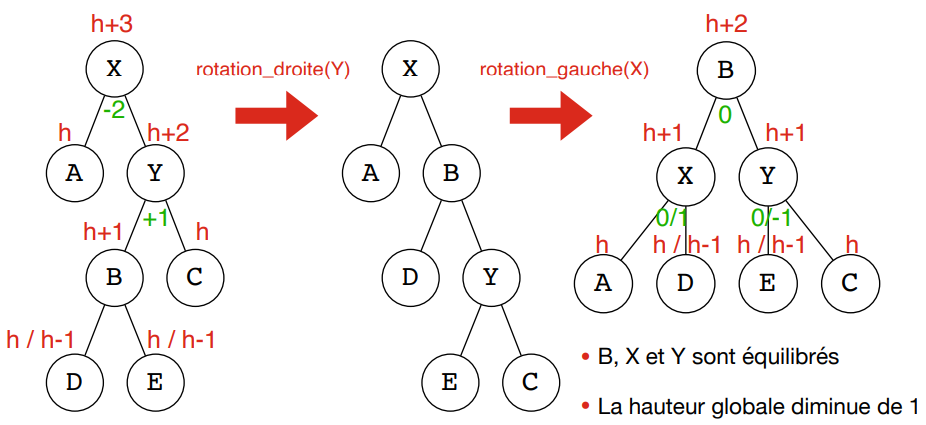 h+3
X
-2
h
h+2
A
Y
+1
h+1
h
B
C
h / h-1
h / h-1
D
E
rotation_droite(Y)
X
A
B
D
Y
E
C
rotation_gauche(X)
h+2
B
0
h+1
h+1
X
Y
0/1
0/-1
h
h / h-1
h / h-1
h
A
D
E
C
• B, X et Y sont équilibrés
• La hauteur globale diminue de 1